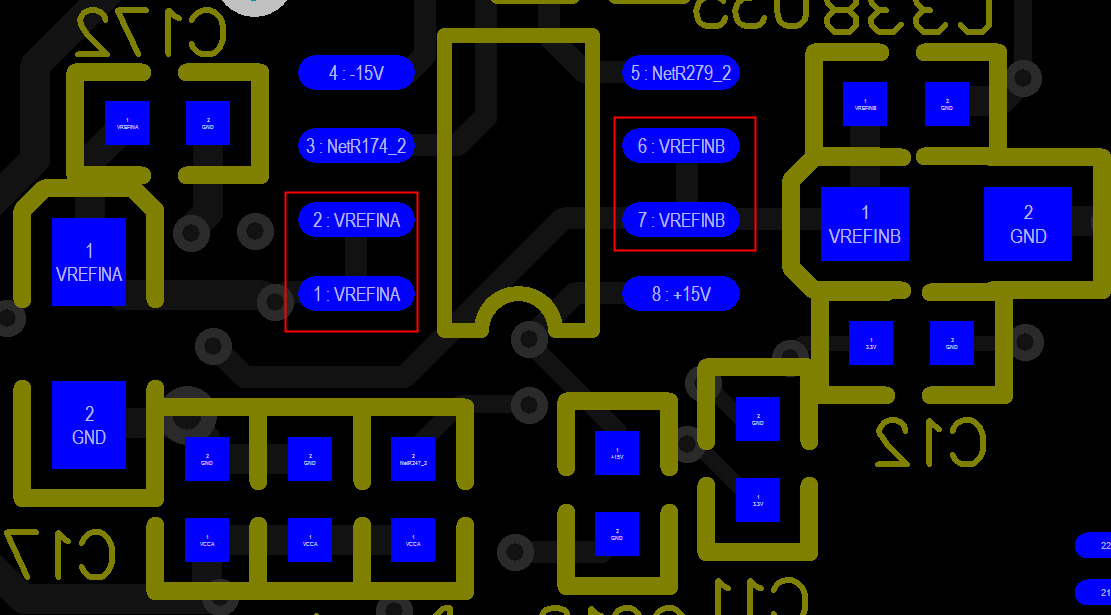 C172
U35
C338
4 : -15V
5 : NetR279_2
1
VREFINA
2
GND
1
VREFINB
2
GND
3 : NetR174_2
6 : VREFINB
2 : VREFINA
7 : VREFINB
1
VREFINB
2
GND
1
VREFINA
1 : VREFINA
8 : +15V
1
3.3V
2
GND
2
GND
2
GND
C12
2
GND
2
GND
2
NetR247_2
1
+15V
1
3.3V
1
VCCA
1
VCCA
1
VCCA
2
GND
C17
22
21
C11